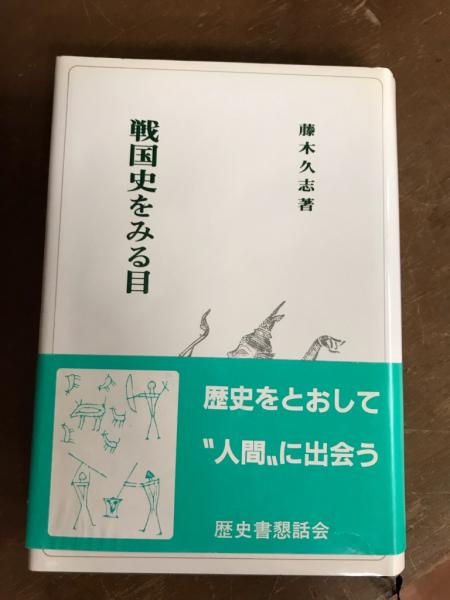 藤木久志著
戦国史をみる目
歴史をとおして
〝人間〟に出会う
歴史書懇話会